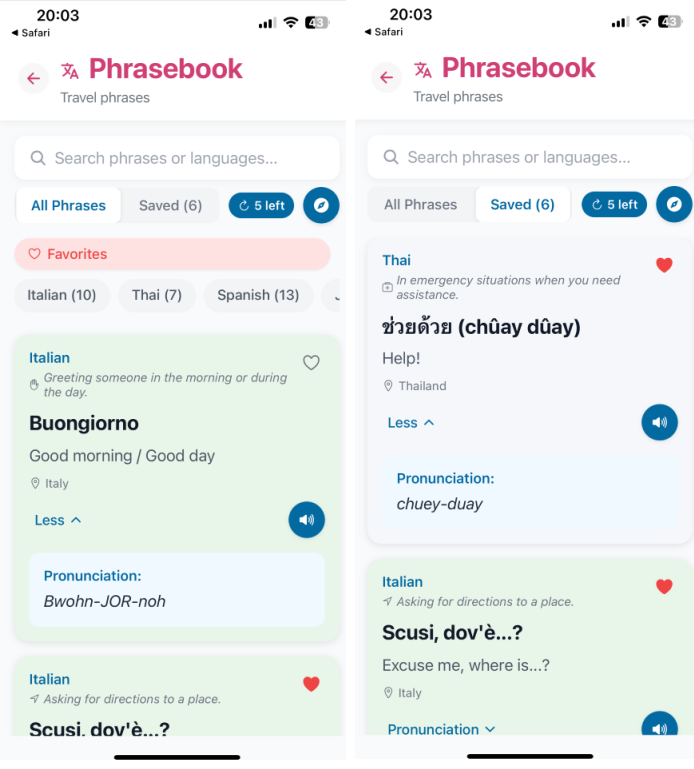 20:03
43
◄ Safari
Phrasebook
Travel phrases
Search phrases or languages...
All Phrases
Saved (6)
5 left
Favorites
Italian (10)
Thai (7)
Spanish (13)
Italian
Greeting someone in the morning or during
the day.
Buongiorno
Good morning / Good day
Italy
Less
Pronunciation:
Bwohn-JOR-noh
Italian
Asking for directions to a place.
Scusi, dov'è...?
20:03
43
◄ Safari
Phrasebook
Travel phrases
Search phrases or languages...
All Phrases
Saved (6)
5 left
Thai
In emergency situations when you need
assistance.
ช่วยด้วย (chûay dûay)
Help!
Thailand
Less
Pronunciation:
chuey-duay
Italian
Asking for directions to a place.
Scusi, dov'è...?
Excuse me, where is...?
Italy
Pronunciation